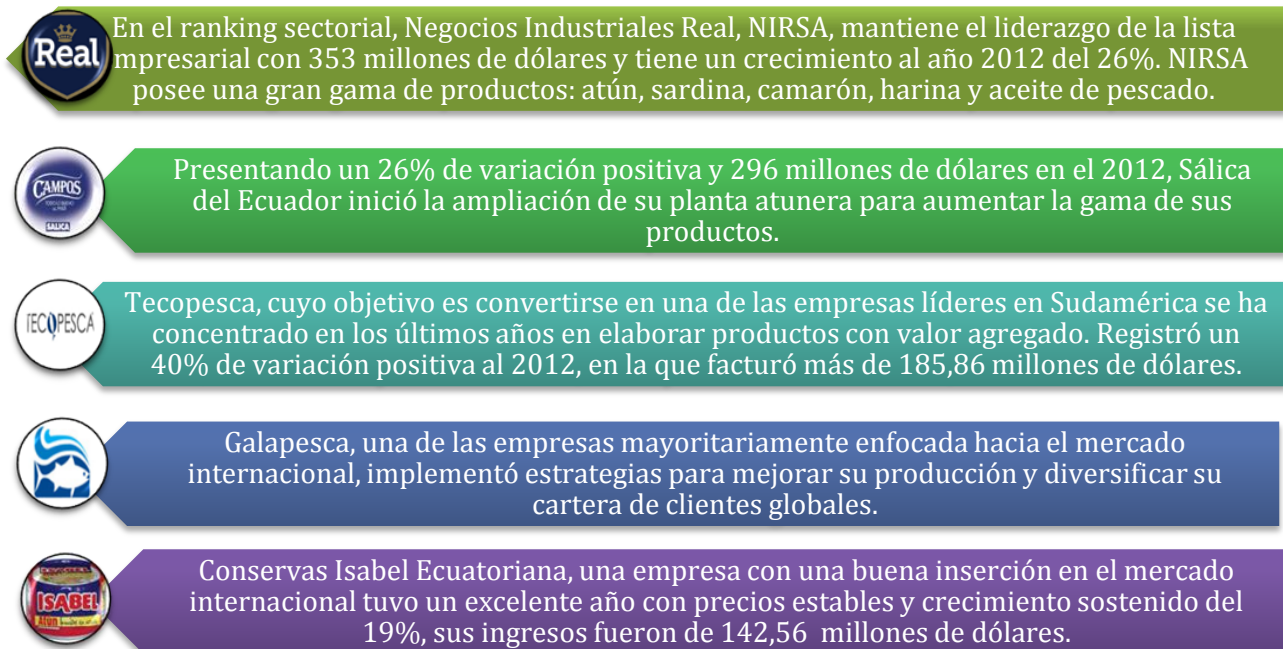 Real
En el ranking sectorial, Negocios Industriales Real, NIRSA, mantiene el liderazgo de la lista
mpresarial con 353 millones de dólares y tiene un crecimiento al año 2012 del 26%. NIRSA
posee una gran gama de productos: atún, sardina, camarón, harina y aceite de pescado.
CAMPOS
SALICA
Presentando un 26% de variación positiva y 296 millones de dólares en el 2012, Sálica
del Ecuador inició la ampliación de su planta atunera para aumentar la gama de sus
productos.
TECOPESCA
Tecopesca, cuyo objetivo es convertirse en una de las empresas líderes en Sudamérica se ha
concentrado en los últimos años en elaborar productos con valor agregado. Registró un
40% de variación positiva al 2012, en la que facturó más de 185,86 millones de dólares.
Galapesca, una de las empresas mayoritariamente enfocada hacia el mercado
internacional, implementó estrategias para mejorar su producción y diversificar su
cartera de clientes globales.
ISABEL
Atún
Conservas Isabel Ecuatoriana, una empresa con una buena inserción en el mercado
internacional tuvo un excelente año con precios estables y crecimiento sostenido del
19%, sus ingresos fueron de 142,56 millones de dólares.